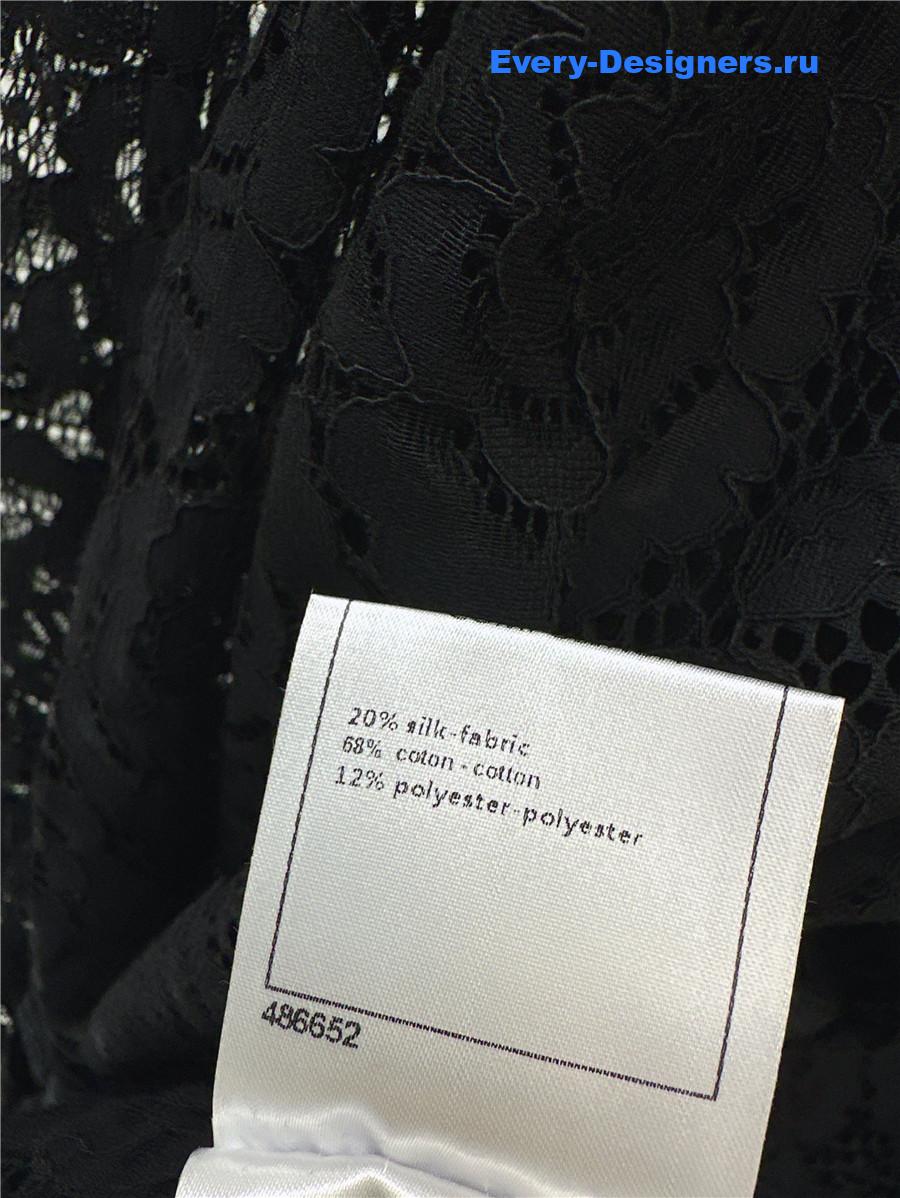 Every-Designers.ru
20% silk-fabric
68% coton-cotton
12% polyester-polyester
486652